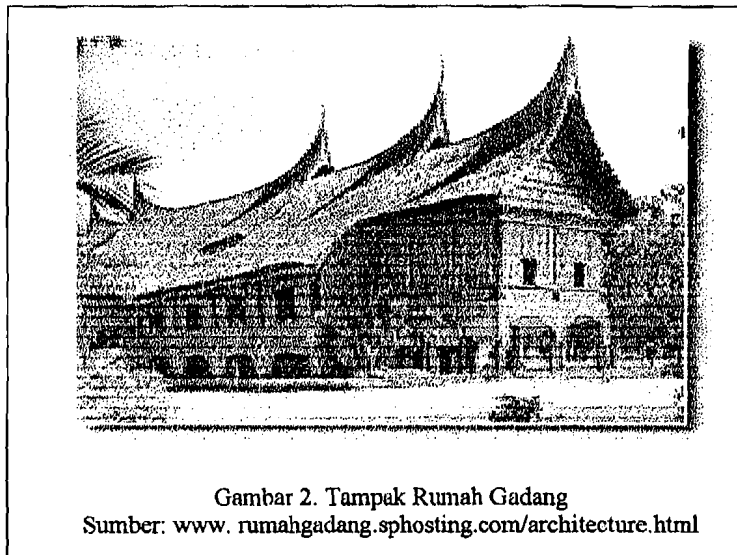 Gambar 2. Tampak Rumah Gadang
Sumber: www. rumahgadang.sphosting.com/architecture.html